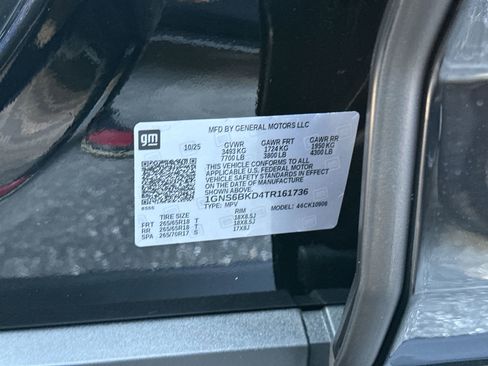 gm
MFD BY GENERAL MOTORS LLC
10/25 GVWR GAWR FRT GAWR RR
3493 KG 1724 KG 1950 KG
7700 LB 3800 LB 4300 LB
THIS VEHICLE CONFORMS TO ALL
APPLICABLE U.S. FEDERAL MOTOR
VEHICLE SAFETY STANDARDS IN EFFECT
ON THE DATE OF MANUFACTURE
SHOWN ABOVE.
1GNS6BKD4TR161736
TYPE: MPV MODEL: 44CK10906
TIRE SIZE RIM
FRT 265/65R18 T 18X8.5J
RR 265/65R18 T 18X8.5J
SPA 265/70R17 S 17X8J